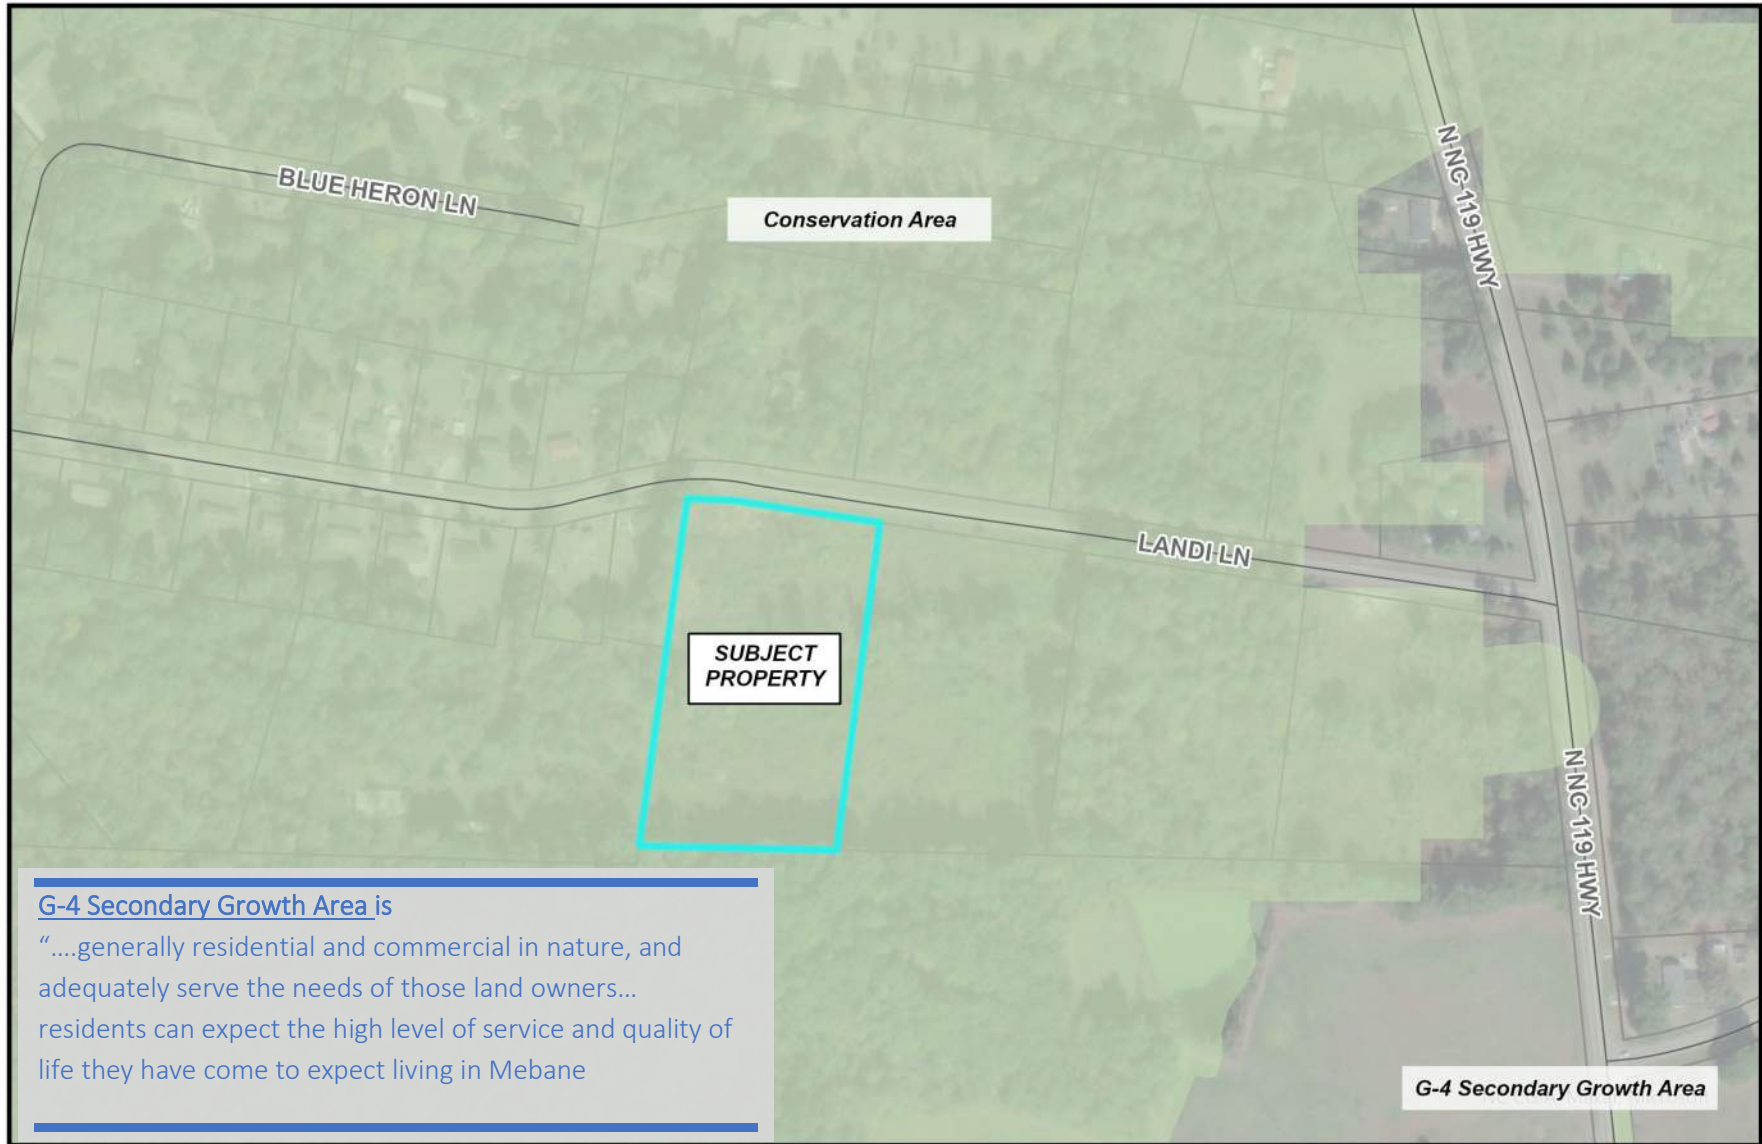 BLUE HERON LN
Conservation Area
N NC 119 HWY
LANDI LN
SUBJECT
PROPERTY
N NC 119 HWY
G-4 Secondary Growth Area is
“....generally residential and commercial in nature, and
adequately serve the needs of those land owners...
residents can expect the high level of service and quality of
life they have come to expect living in Mebane
G-4 Secondary Growth Area